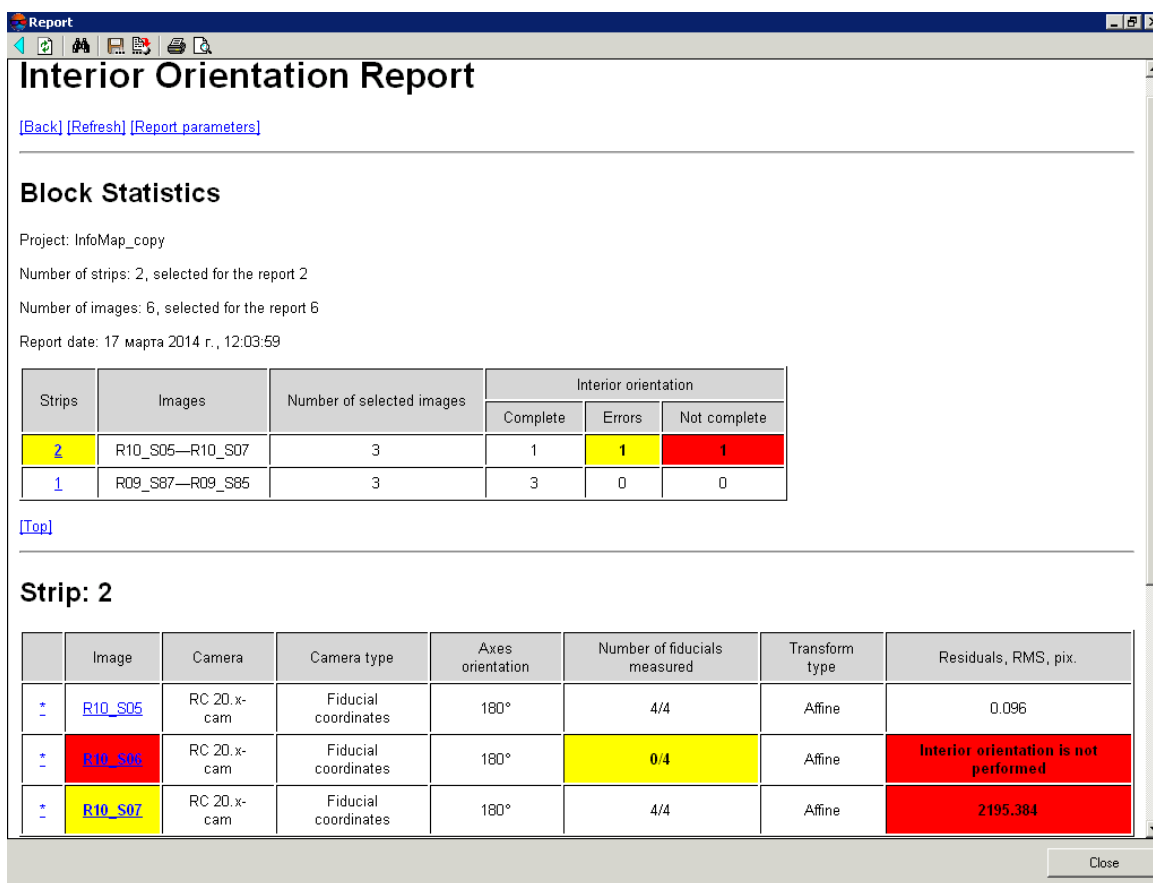 Report
Interior Orientation Report
[Back] [Refresh] [Report parameters]
Block Statistics
Project: InfoMap_copy
Number of strips: 2, selected for the report 2
Number of images: 6, selected for the report 6
Report date: 17 марта 2014 г., 12:03:59
Strips Images Number of selected images Interior orientation
Complete Errors Not complete
2 R10_S05—R10_S07 3 1 1 1
1 R09_S87—R09_S85 3 3 0 0
[Top]
Strip: 2
Image Camera Camera type Axes orientation Number of fiducials measured Transform type Residuals, RMS, pix.
* R10_S05 RC 20.x-cam Fiducial coordinates 180° 4/4 Affine 0.096
* R10_S06 RC 20.x-cam Fiducial coordinates 180° 0/4 Affine Interior orientation is not performed
* R10_S07 RC 20.x-cam Fiducial coordinates 180° 4/4 Affine 2195.384
Close